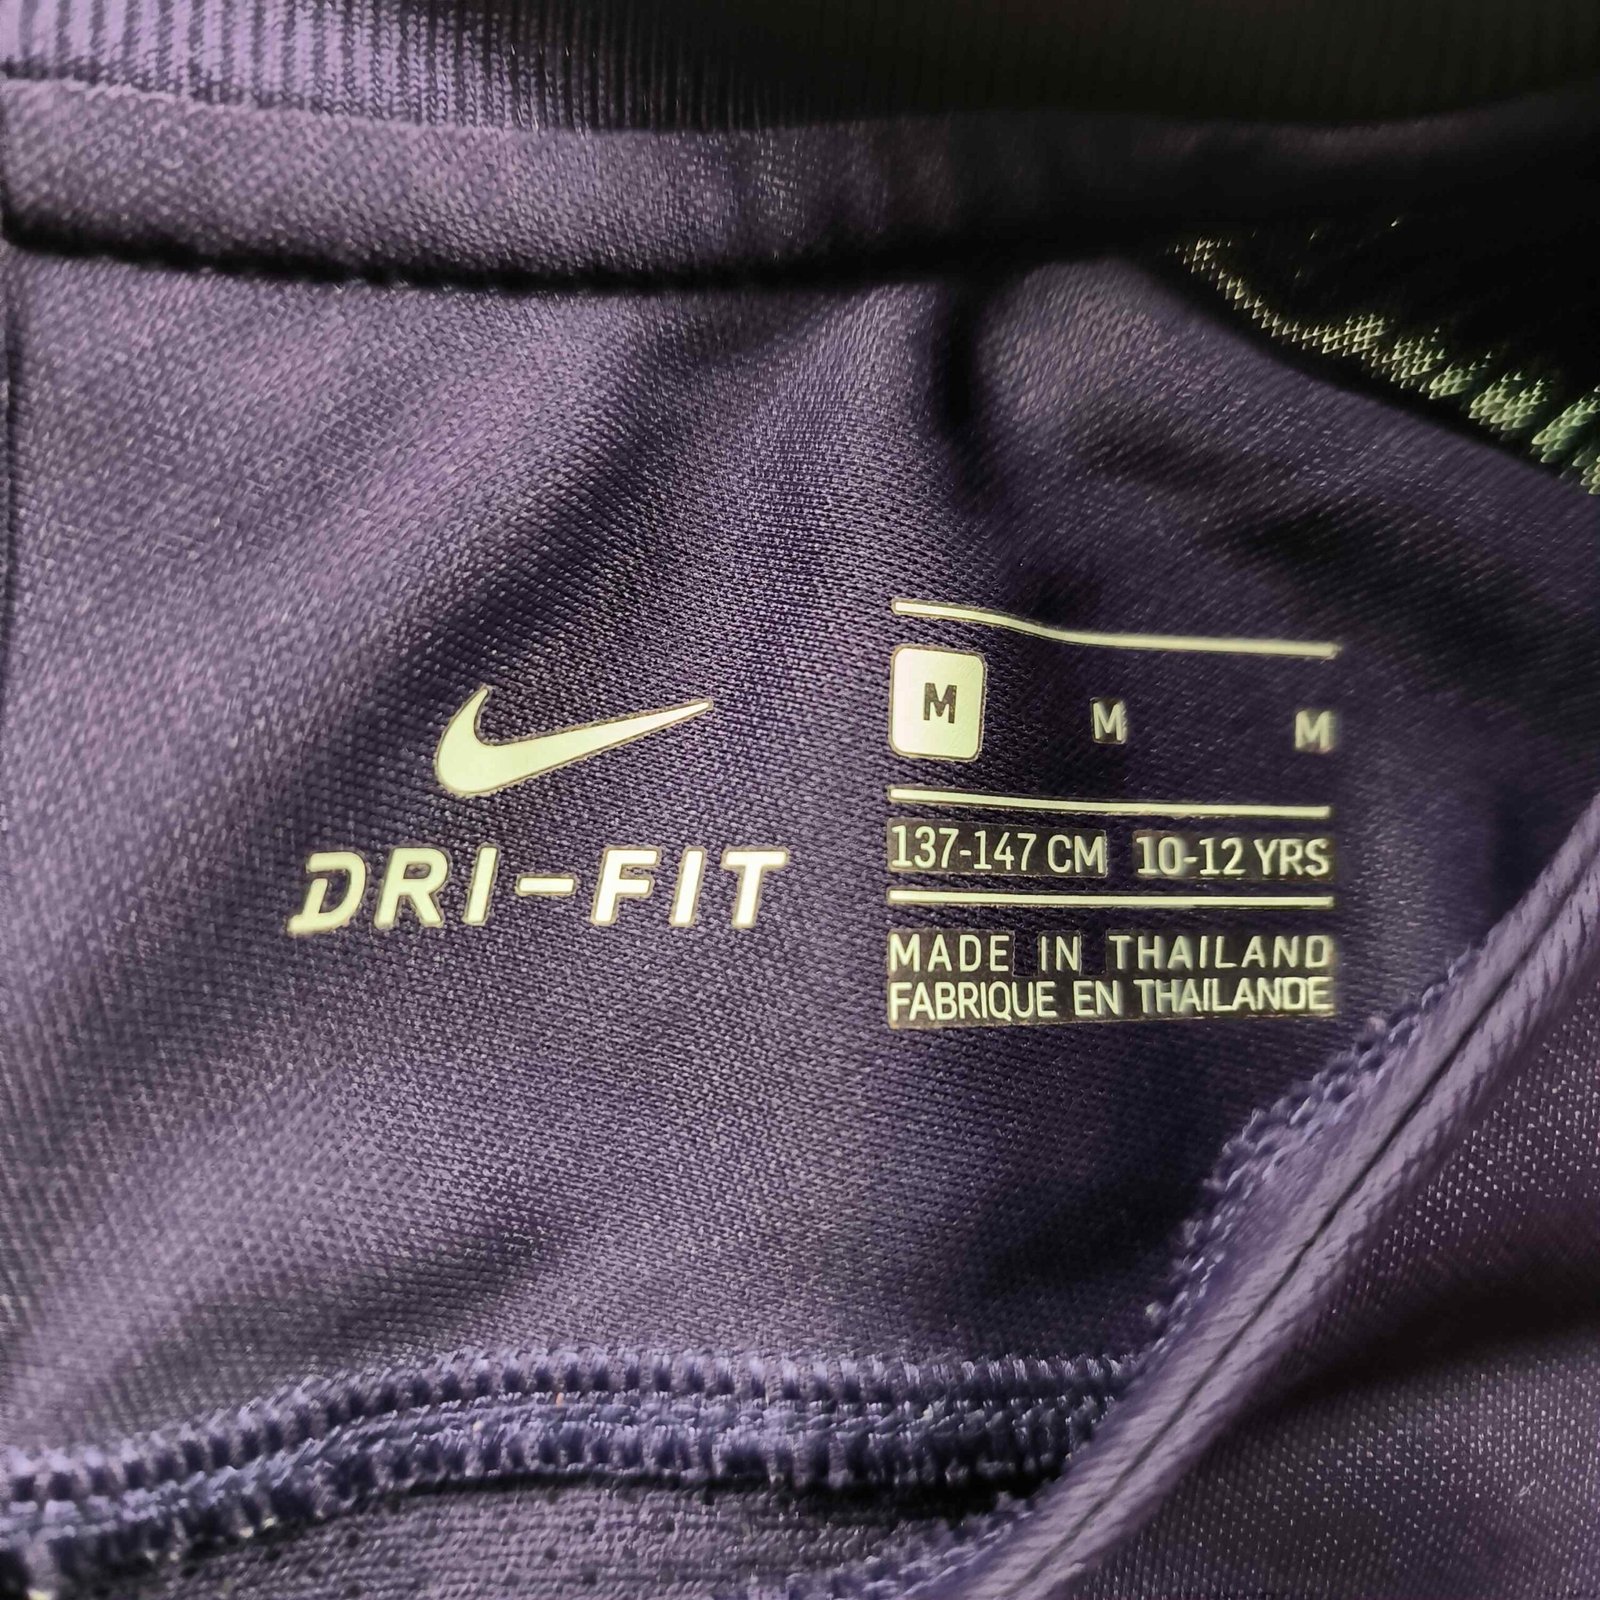 DRI-FIT
M M M
137-147 CM 10-12 YRS
MADE IN THAILAND
FABRIQUE EN THAILANDE